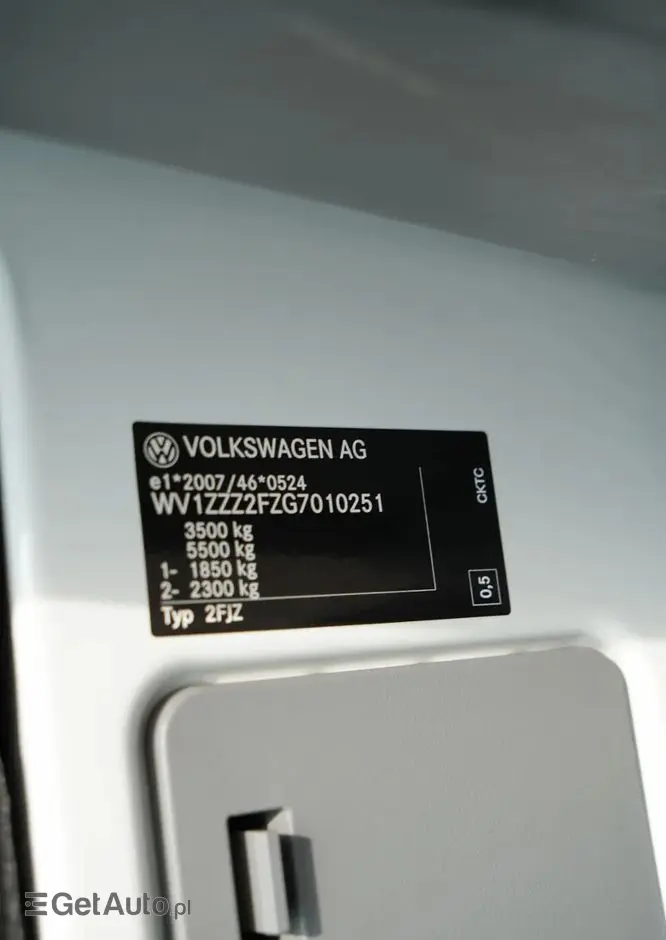 VOLKSWAGEN AG
e1*2007/46*0524
WV1ZZZ2FZG7010251
3500 kg
5500 kg
1- 1850 kg
2- 2300 kg
Typ 2FJZ
CKTC
0,5
GetAuto.pl